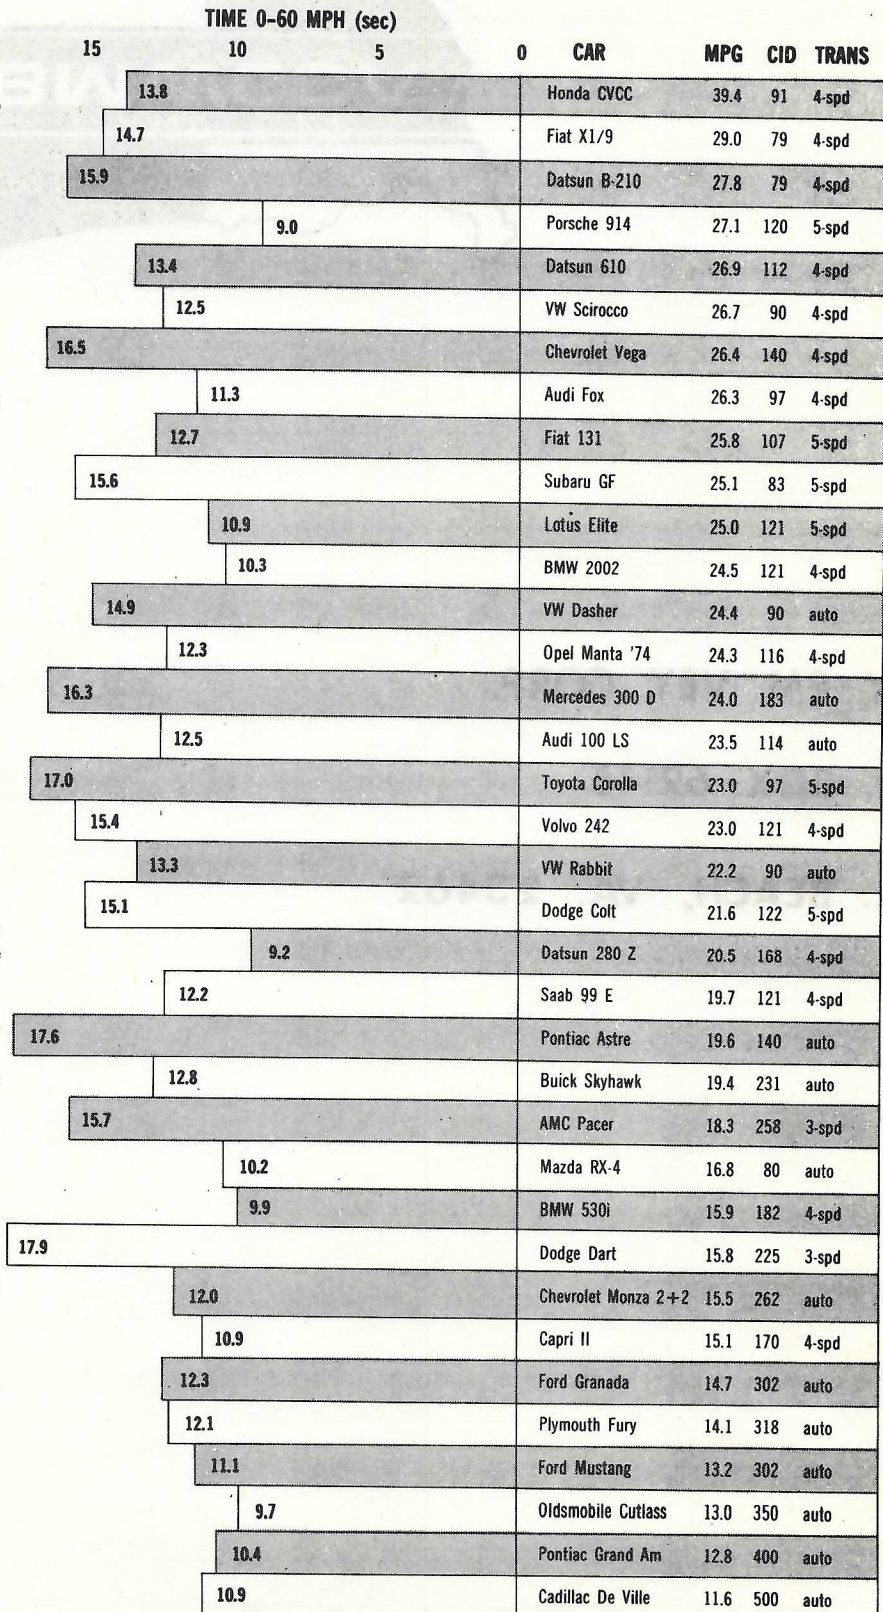 TIME 0-60 MPH (sec)
15 10 5 0 CAR MPG CID TRANS
13.8 Honda CVCC 39.4 91 4-spd
14.7 Fiat X1/9 29.0 79 4-spd
15.9 Datsun B-210 27.8 79 4-spd
9.0 Porsche 914 27.1 120 5-spd
13.4 Datsun 610 26.9 112 4-spd
12.5 VW Scirocco 26.7 90 4-spd
16.5 Chevrolet Vega 26.4 140 4-spd
11.3 Audi Fox 26.3 97 4-spd
12.7 Fiat 131 25.8 107 5-spd
15.6 Subaru GF 25.1 83 5-spd
10.9 Lotus Elite 25.0 121 5-spd
10.3 BMW 2002 24.5 121 4-spd
14.9 VW Dasher 24.4 90 auto
12.3 Opel Manta '74 24.3 116 4-spd
16.3 Mercedes 300 D 24.0 183 auto
12.5 Audi 100 LS 23.5 114 auto
17.0 Toyota Corolla 23.0 97 5-spd
15.4 Volvo 242 23.0 121 4-spd
13.3 VW Rabbit 22.2 90 auto
15.1 Dodge Colt 21.6 122 5-spd
9.2 Datsun 280 Z 20.5 168 4-spd
12.2 Saab 99 E 19.7 121 4-spd
17.6 Pontiac Astre 19.6 140 auto
12.8 Buick Skyhawk 19.4 231 auto
15.7 AMC Pacer 18.3 258 3-spd
10.2 Mazda RX-4 16.8 80 auto
9.9 BMW 530i 15.9 182 4-spd
17.9 Dodge Dart 15.8 225 3-spd
12.0 Chevrolet Monza 2+2 15.5 262 auto
10.9 Capri II 15.1 170 4-spd
12.3 Ford Granada 14.7 302 auto
12.1 Plymouth Fury 14.1 318 auto
11.1 Ford Mustang 13.2 302 auto
9.7 Oldsmobile Cutlass 13.0 350 auto
10.4 Pontiac Grand Am 12.8 400 auto
10.9 Cadillac De Ville 11.6 500 auto